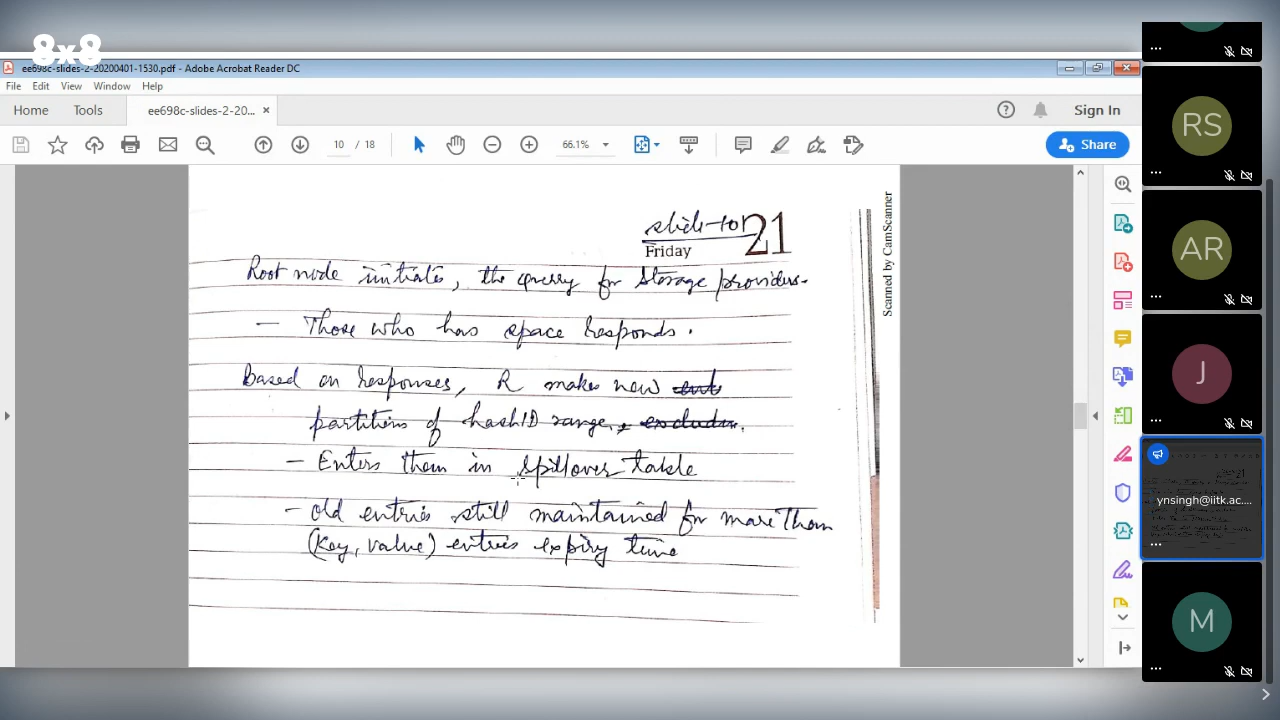 8x8
ee698c-slides-2-20200401-1530.pdf - Adobe Acrobat Reader DC
File Edit View Window Help
Home Tools ee698c-slides-2-20... × Sign In
10 / 18 66.1% Share
slide-101
Friday 21
Root node initiates, the query for storage providers.
- Those who has space responds.
Based on responses, R makes new ent
partitions of hashID range,
- Enters them in spillover table
- old entries still maintained for more Than
(key, value) entries expiry time
Scanned by CamScanner
RS
AR
J
ynsingh@iitk.ac....
M